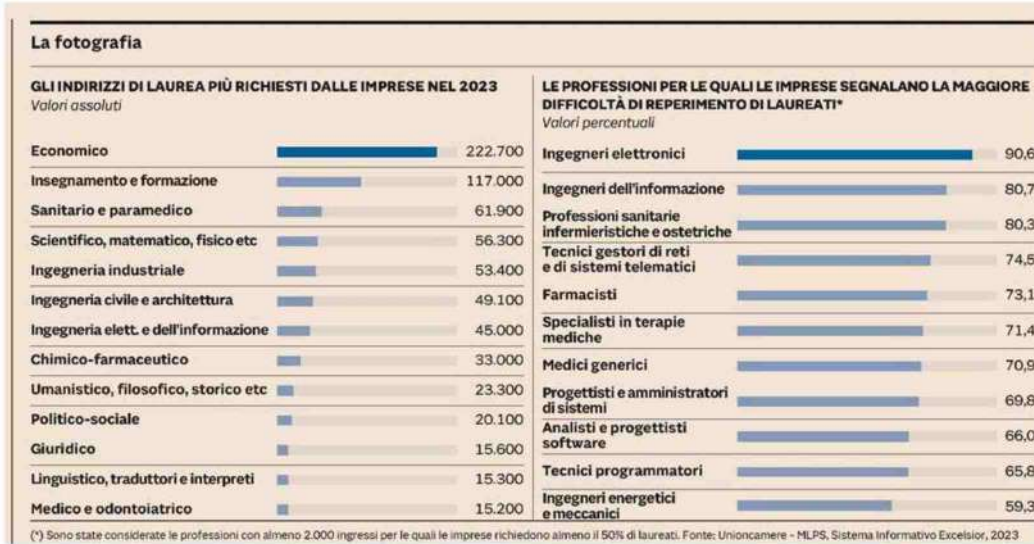 La fotografia
GLI INDIRIZZI DI LAUREA PIÙ RICHIESTI DALLE IMPRESE NEL 2023
Valori assoluti
Economico 222.700
Insegnamento e formazione 117.000
Sanitario e paramedico 61.900
Scientifico, matematico, fisico etc 56.300
Ingegneria industriale 53.400
Ingegneria civile e architettura 49.100
Ingegneria elett. e dell'informazione 45.000
Chimico-farmaceutico 33.000
Umanistico, filosofico, storico etc 23.300
Politico-sociale 20.100
Giuridico 15.600
Linguistico, traduttori e interpreti 15.300
Medico e odontoiatrico 15.200
LE PROFESSIONI PER LE QUALI LE IMPRESE SEGNALANO LA MAGGIORE
DIFFICOLTÀ DI REPERIMENTO DI LAUREATI*
Valori percentuali
Ingegneri elettronici 90,6
Ingegneri dell'informazione 80,7
Professioni sanitarie
infermieristiche e ostetriche 80,3
Tecnici gestori di reti
e di sistemi telematici 74,5
Farmacisti 73,1
Specialisti in terapie
mediche 71,4
Medici generici 70,9
Progettisti e amministratori
di sistemi 69,8
Analisti e progettisti
software 66,0
Tecnici programmatori 65,8
Ingegneri energetici
e meccanici 59,3
(*) Sono state considerate le professioni con almeno 2.000 ingressi per le quali le imprese richiedono almeno il 50% di laureati. Fonte: Unioncamere - MLPS, Sistema Informativo Excelsior, 2023